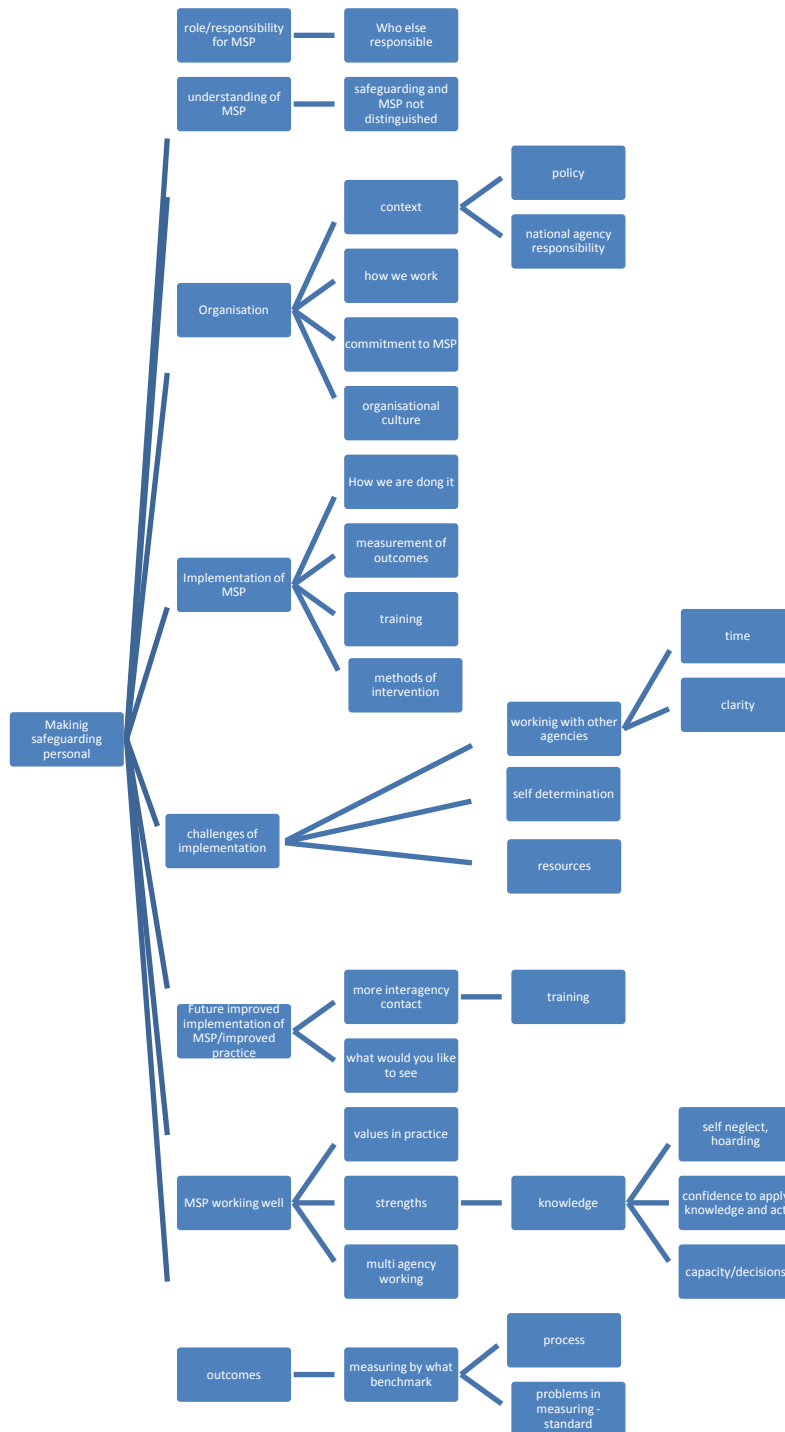 role/responsibility
for MSP
Who else
responsible
understanding of
MSP
safeguarding and
MSP not
distinguished
Organisation
context
policy
national agency
responsibility
how we work
commitment to MSP
organisational
culture
Implementation of
MSP
How we are dong it
measurement of
outcomes
training
methods of
intervention
Makinig
safeguarding
personal
challenges of
implementation
workinig with other
agencies
time
clarity
self determination
resources
Future improved
implementation of
MSP/improved
practice
more interagency
contact
training
what would you like
to see
MSP workiing well
values in practice
strengths
knowledge
self neglect,
hoarding
confidence to apply
knowledge and act
capacity/decisions
multi agency
working
outcomes
measuring by what
benchmark
process
problems in
measuring -
standard